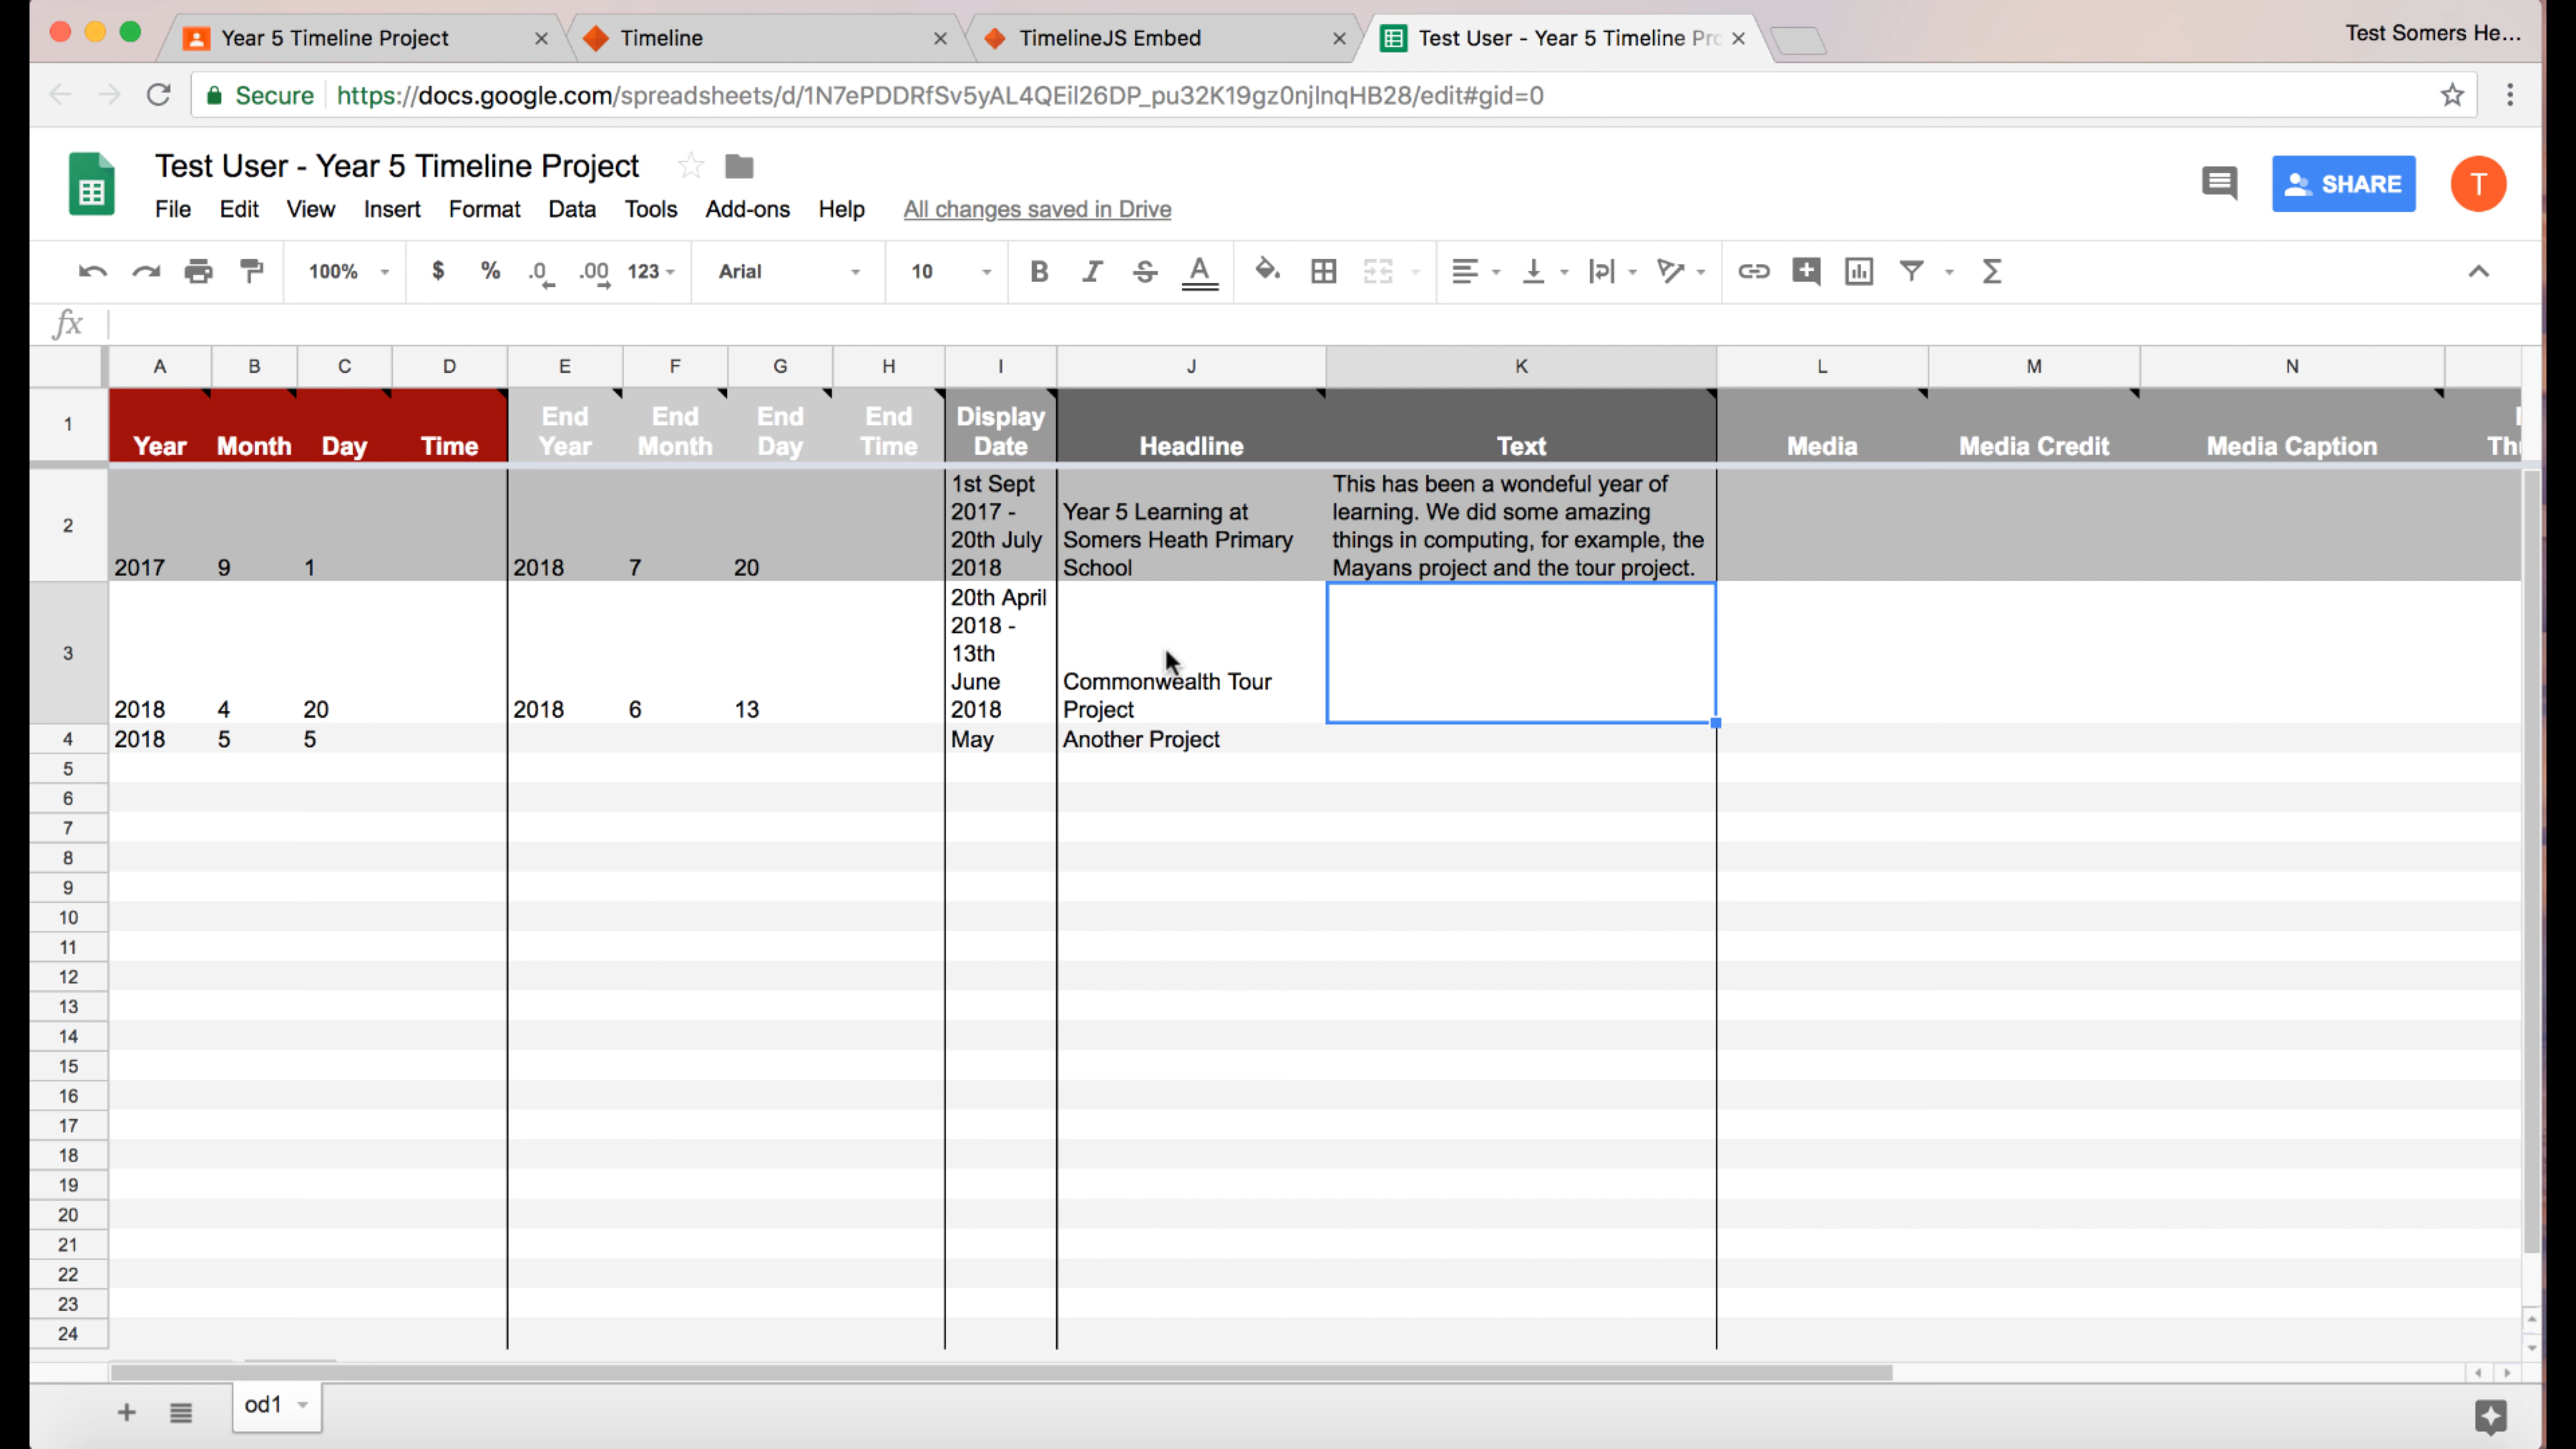 Year 5 Timeline Project
Timeline
TimelineJS Embed
Test User - Year 5 Timeline Pro
Test Somers He...
Secure https://docs.google.com/spreadsheets/d/1N7ePDDRfSv5yAL4QEil26DP_pu32K19gz0njlnqHB28/edit#gid=0
Test User - Year 5 Timeline Project
File Edit View Insert Format Data Tools Add-ons Help All changes saved in Drive
SHARE
T
100% $ % .0 .00 123 Arial 10 B I S A Σ
fx
A B C D E F G H I J K L M N
1
Year Month Day Time
End Year
End Month
End Day
End Time
Display Date
Headline
Text
Media
Media Credit
Media Caption
2
2017 9 1 2018 7 20
1st Sept
2017 -
20th July
2018
Year 5 Learning at
Somers Heath Primary
School
This has been a wondeful year of
learning. We did some amazing
things in computing, for example, the
Mayans project and the tour project.
3
2018 4 20 2018 6 13
20th April
2018 -
13th
June
2018
Commonwealth Tour
Project
4 2018 5 5 May Another Project
5
6
7
8
9
10
11
12
13
14
15
16
17
18
19
20
21
22
23
24
od1